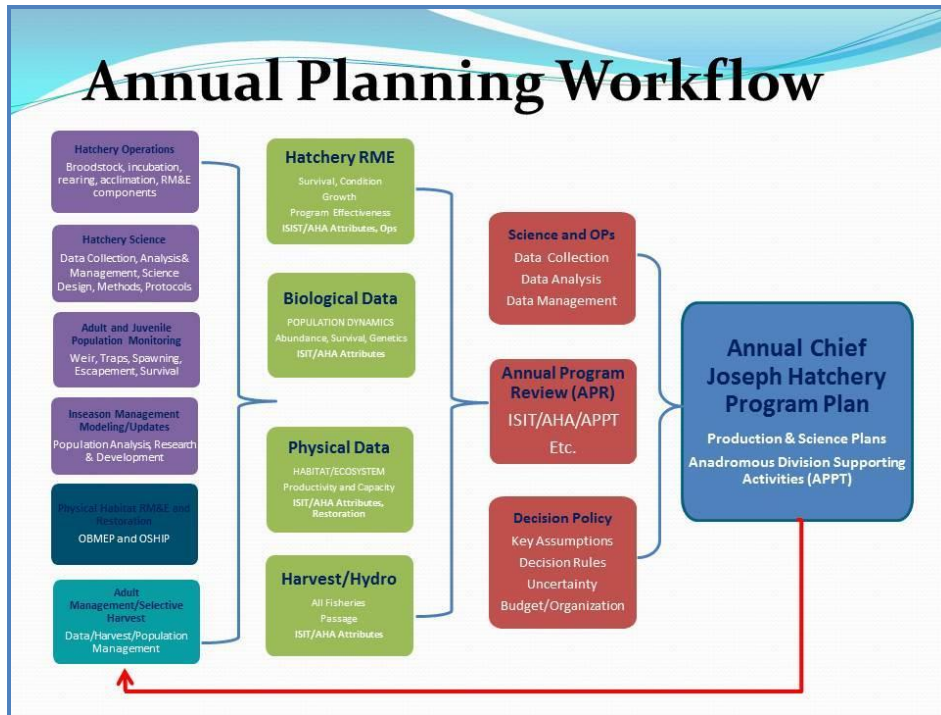 Annual Planning Workflow
Hatchery Operations
Broodstock, incubation,
rearing, acclimation, RM&E
components
Hatchery Science
Data Collection, Analysis&
Management, Science
Design, Methods, Protocols
Adult and Juvenile
Population Monitoring
Weir, Traps, Spawning,
Escapement, Survival
Inseason Management
Modeling/Updates
Population Analysis, Research
& Development
Physical Habitat RM&E and
Restoration
OBMEP and OSHIP
Adult
Management/Selective
Harvest
Data/Harvest/Population
Management
Hatchery RME
Survival, Condition
Growth
Program Effectiveness
ISIST/AHA Attributes, Ops
Biological Data
POPULATION DYNAMICS
Abundance, Survival, Genetics
ISIT/AHA Attributes
Physical Data
HABITAT/ECOSYSTEM
Productivity and Capacity
ISIT/AHA Attributes,
Restoration
Harvest/Hydro
All Fisheries
Passage
ISIT/AHA Attributes
Science and OPs
Data Collection
Data Analysis
Data Management
Annual Program
Review (APR)
ISIT/AHA/APPT
Etc.
Decision Policy
Key Assumptions
Decision Rules
Uncertainty
Budget/Organization
Annual Chief
Joseph Hatchery
Program Plan
Production & Science Plans
Anadromous Division Supporting
Activities (APPT)